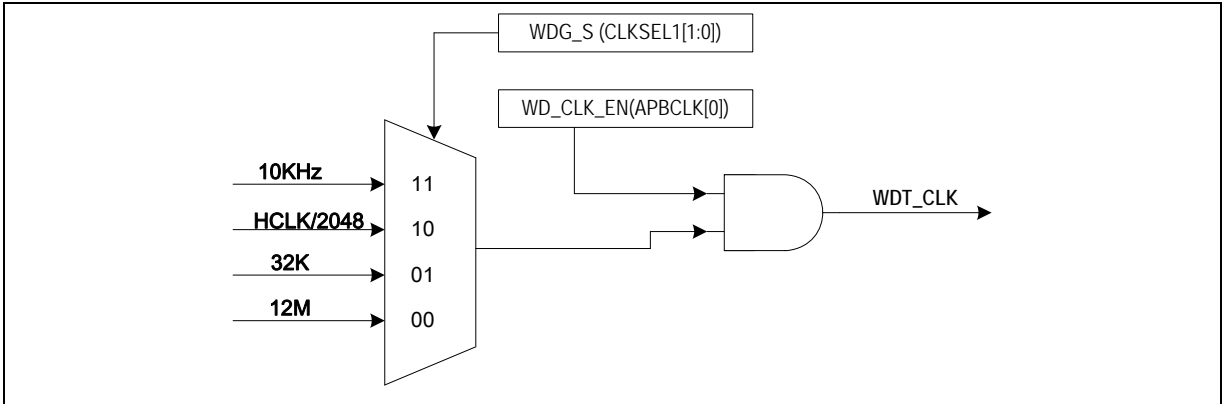 WDG_S (CLKSEL1[1:0])
WD_CLK_EN(APBCLK[0])
10KHz
11
HCLK/2048
10
32K
01
12M
00
WDT_CLK